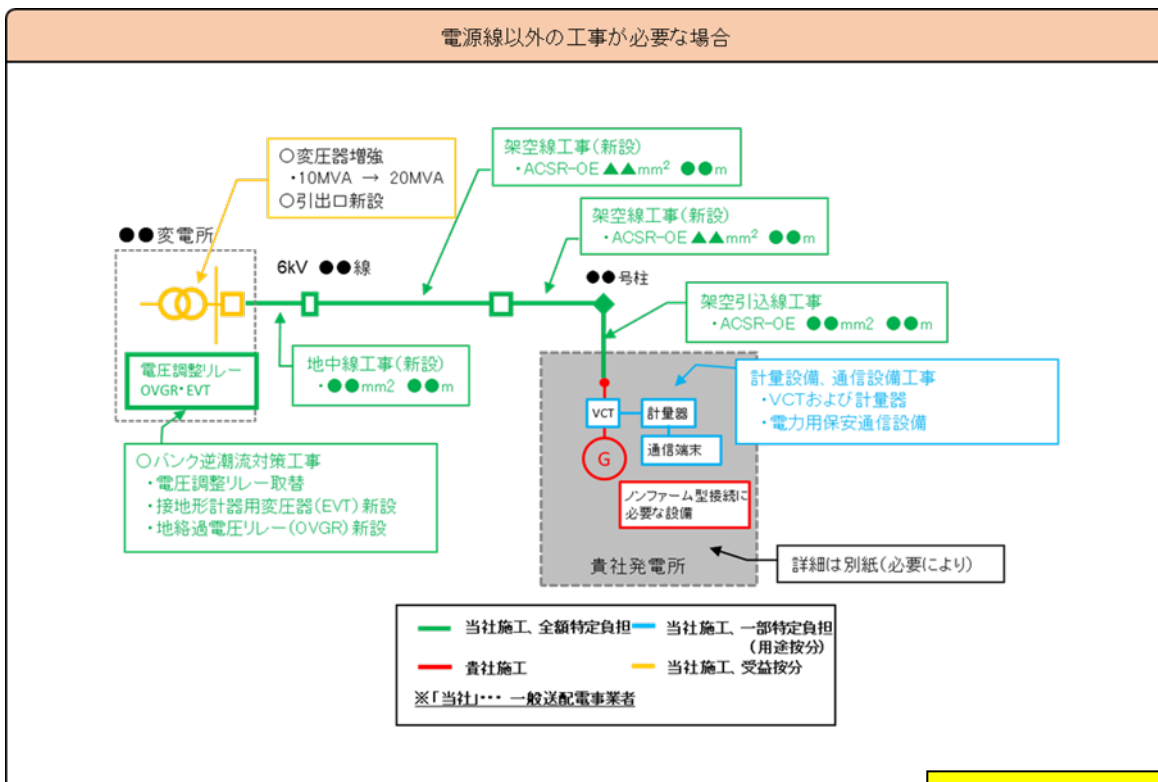 電源線以外の工事が必要な場合
○変圧器増強
・10MVA → 20MVA
○引出口新設
架空線工事(新設)
・ACSR-OE ▲▲mm² ●●m
架空線工事(新設)
・ACSR-OE ▲▲mm² ●●m
●●変電所
6kV ●●線
●●号柱
架空引込線工事
・ACSR-OE ●●mm2 ●●m
電圧調整リレー
OVGR・EVT
地中線工事(新設)
・●●mm2 ●●m
計量設備、通信設備工事
・VCTおよび計量器
・電力用保安通信設備
VCT
計量器
通信端末
G
○バンク逆潮流対策工事
・電圧調整リレー取替
・接地形計器用変圧器(EVT)新設
・地絡過電圧リレー(OVGR)新設
ノンファーム型接続に
必要な設備
貴社発電所
詳細は別紙(必要により)
当社施工、全額特定負担
当社施工、一部特定負担
(用途按分)
貴社施工
当社施工、受益按分
※「当社」・・・ 一般送配電事業者